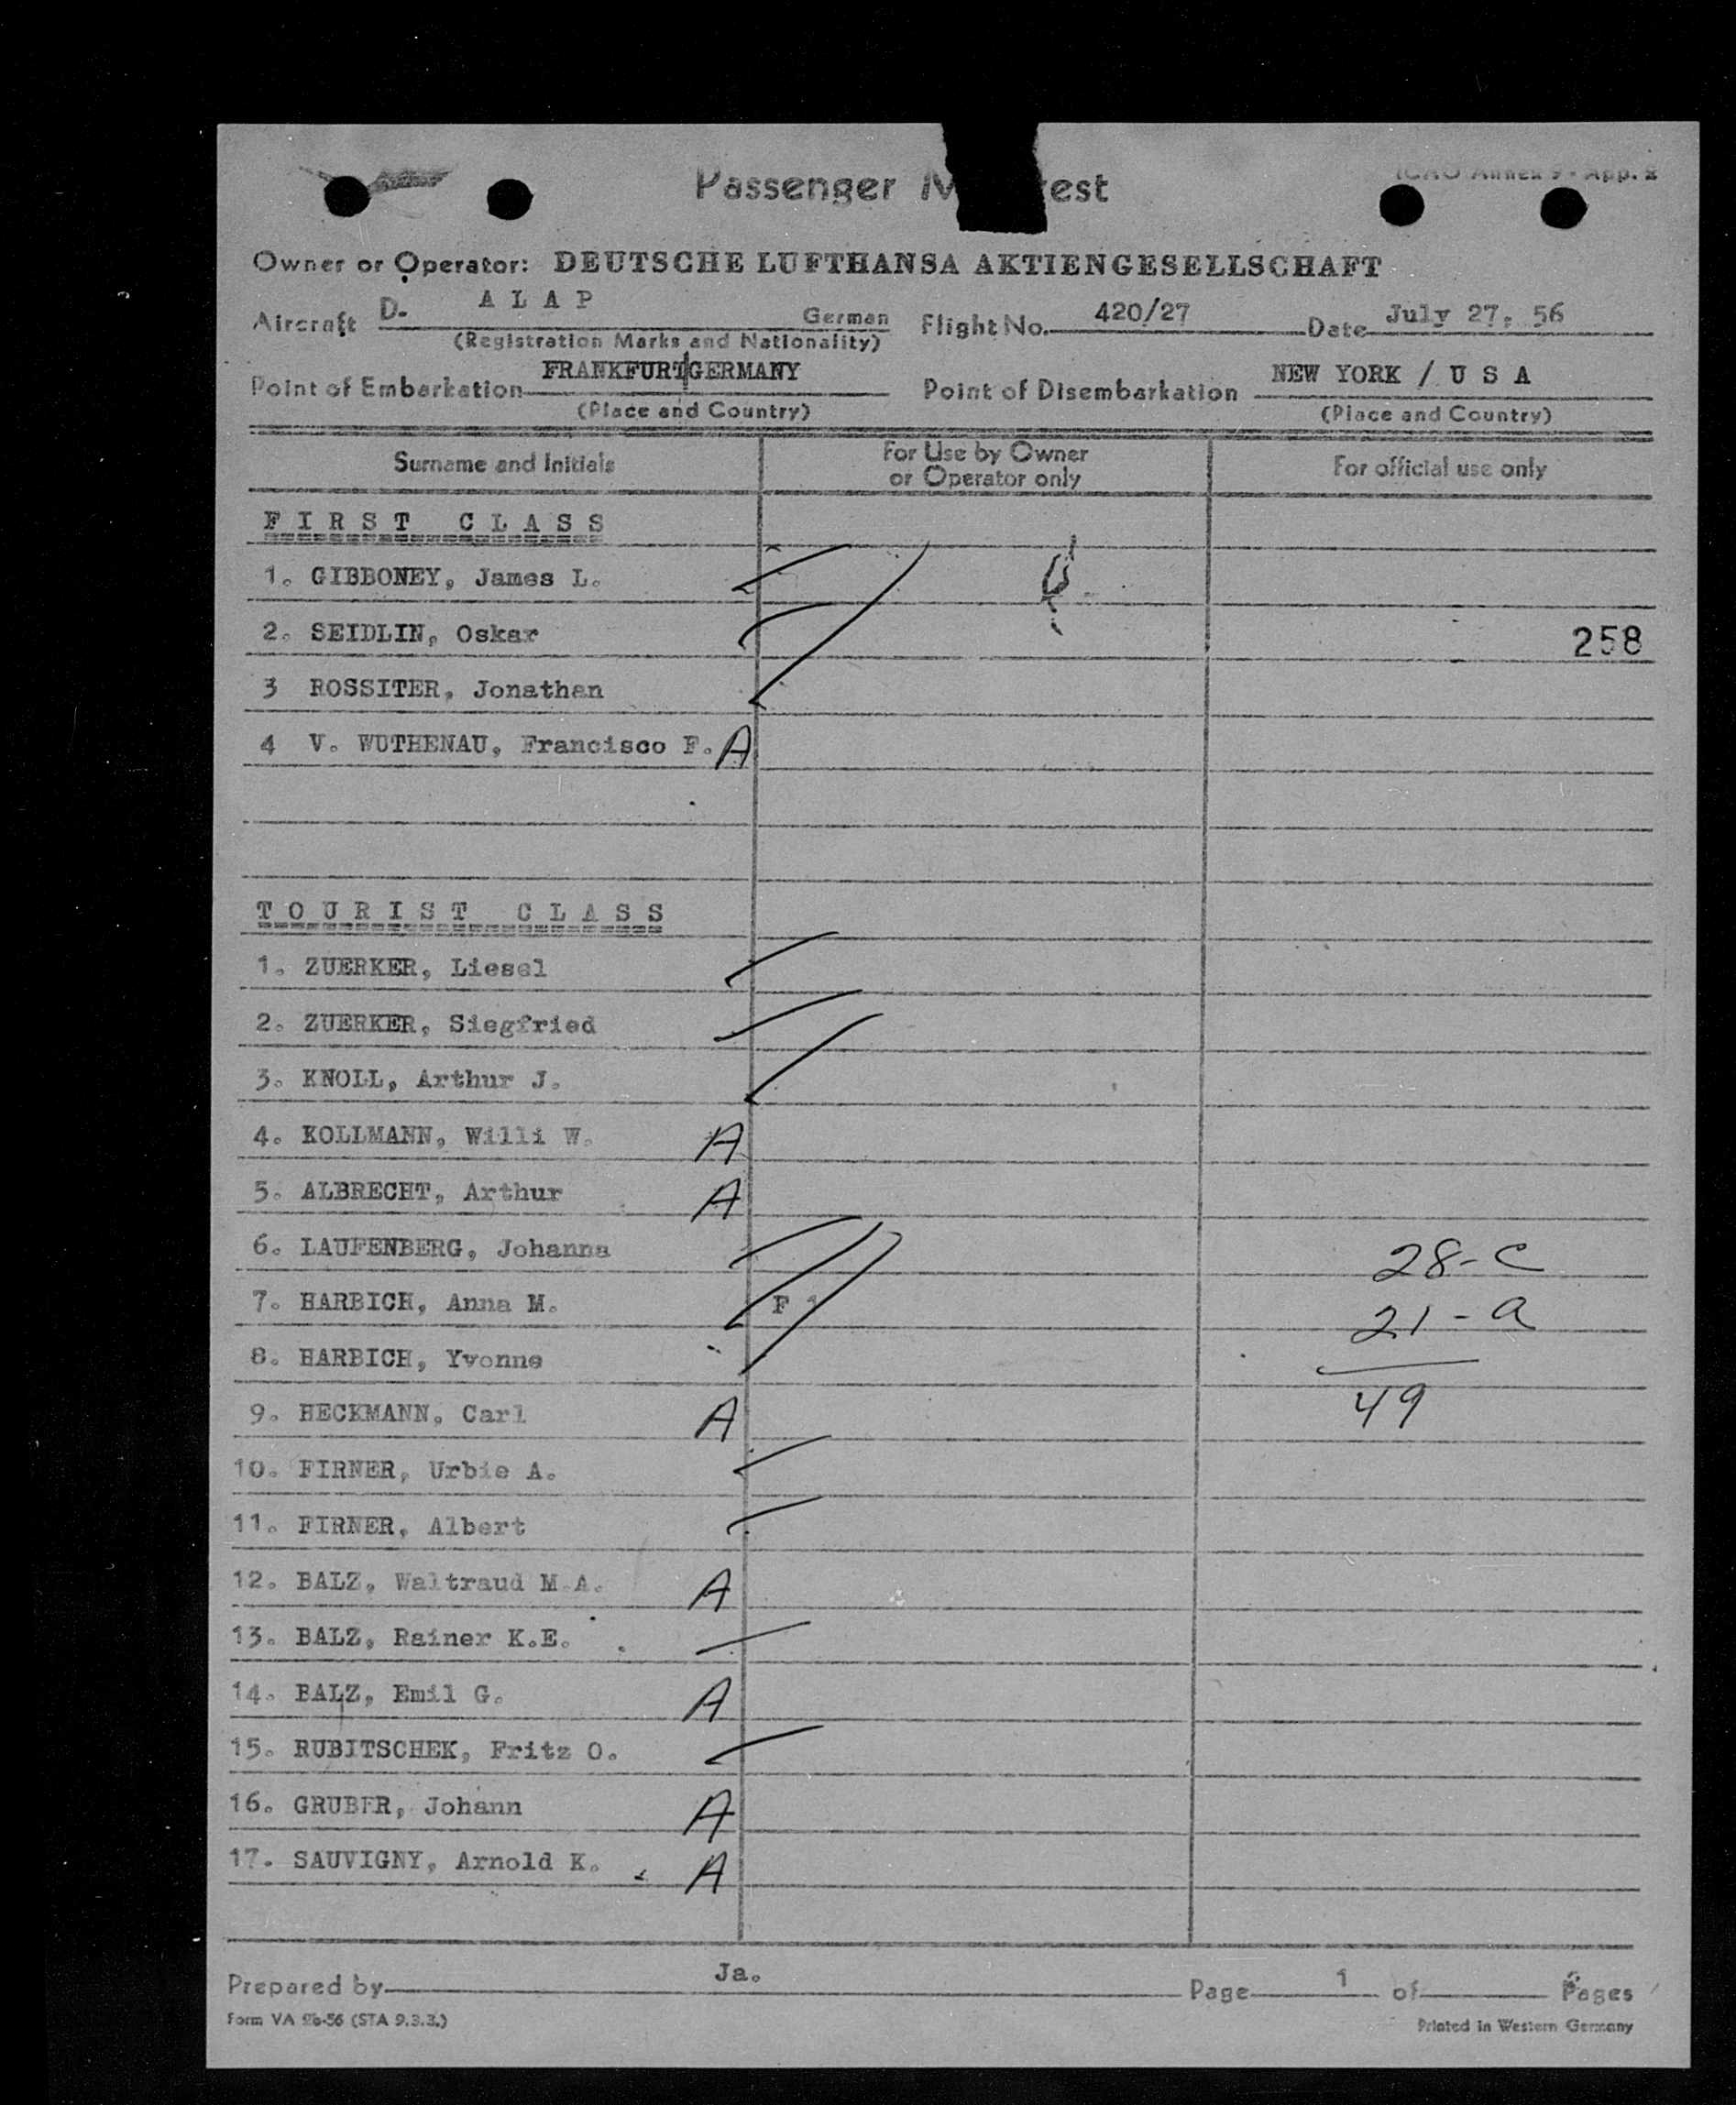 Passenger M est ICAO Annex 9 - App. 2
Owner or Operator: DEUTSCHE LUFTHANSA AKTIENGESELLSCHAFT
Aircraft D. A L A P German Flight No. 420/27 Date July 27, 56
(Registration Marks and Nationality)
Point of Embarkation FRANKFURT/GERMANY Point of Disembarkation NEW YORK / U S A
(Place and Country) (Place and Country)
Surname and Initials For Use by Owner or Operator only For official use only
F I R S T C L A S S
1. GIBBONEY, James L.
2. SEIDLIN, Oskar 258
3 ROSSITER, Jonathan
4 V. WUTHENAU, Francisco F. A
T O U R I S T C L A S S
1. ZUERKER, Liesel
2. ZUERKER, Siegfried
3. KNOLL, Arthur J.
4. KOLLMANN, Willi W. A
5. ALBRECHT, Arthur A
6. LAUFENBERG, Johanna 28-C
7. HARBICH, Anna M. F 1 21-a
8. HARBICH, Yvonne
9. HECKMANN, Carl A 49
10. FIRNER, Urbie A.
11. FIRNER, Albert
12. BALZ, Waltraud M.A. A
13. BALZ, Rainer K.E.
14. BALZ, Emil G. A
15. RUBITSCHEK, Fritz O.
16. GRUBER, Johann A
17. SAUVIGNY, Arnold K. A
Prepared by Ja. Page 1 of Pages
Form VA 26-56 (STA 9.3.3.) Printed in Western Germany